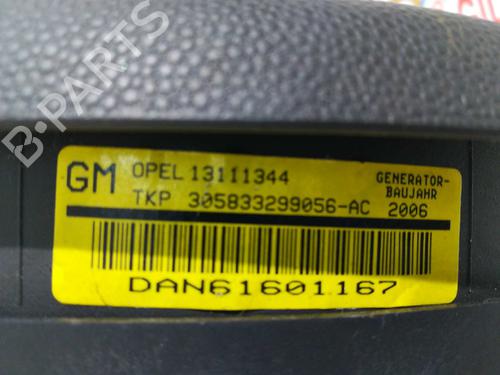 B-PARTS
GM OPEL 13111344 GENERATOR-
BAUJAHR
TKP 305833299056-AC 2006
DAN61601167